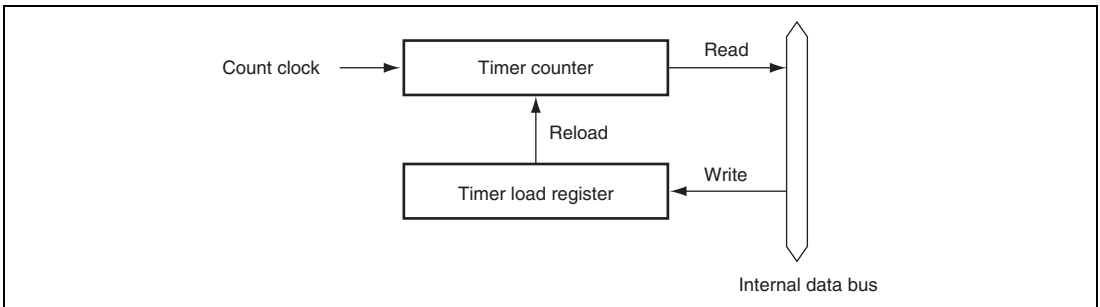 Read
Count clock
Timer counter
Reload
Write
Timer load register
Internal data bus